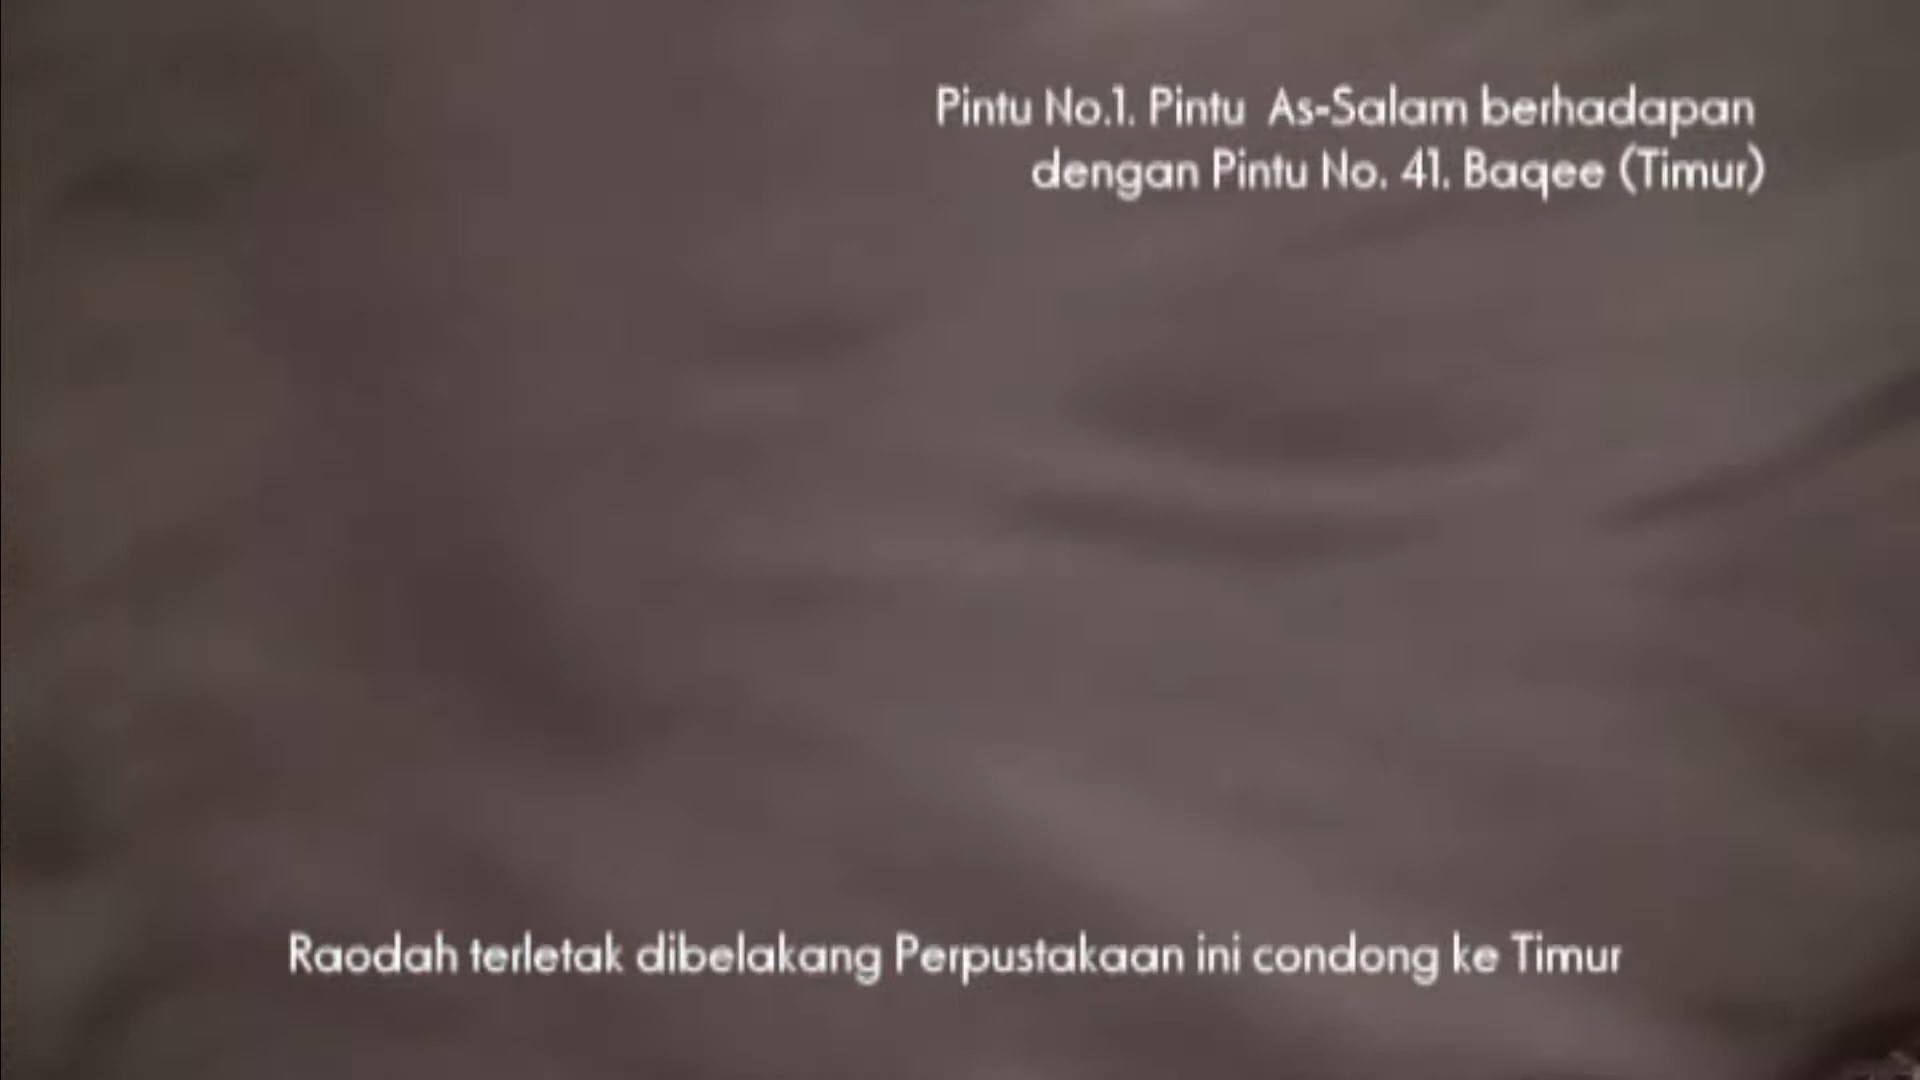 Pintu No.1. Pintu  As-Salam berhadapan
dengan Pintu No. 41. Baqee (Timur)
Raodah terletak dibelakang Perpustakaan ini condong ke Timur